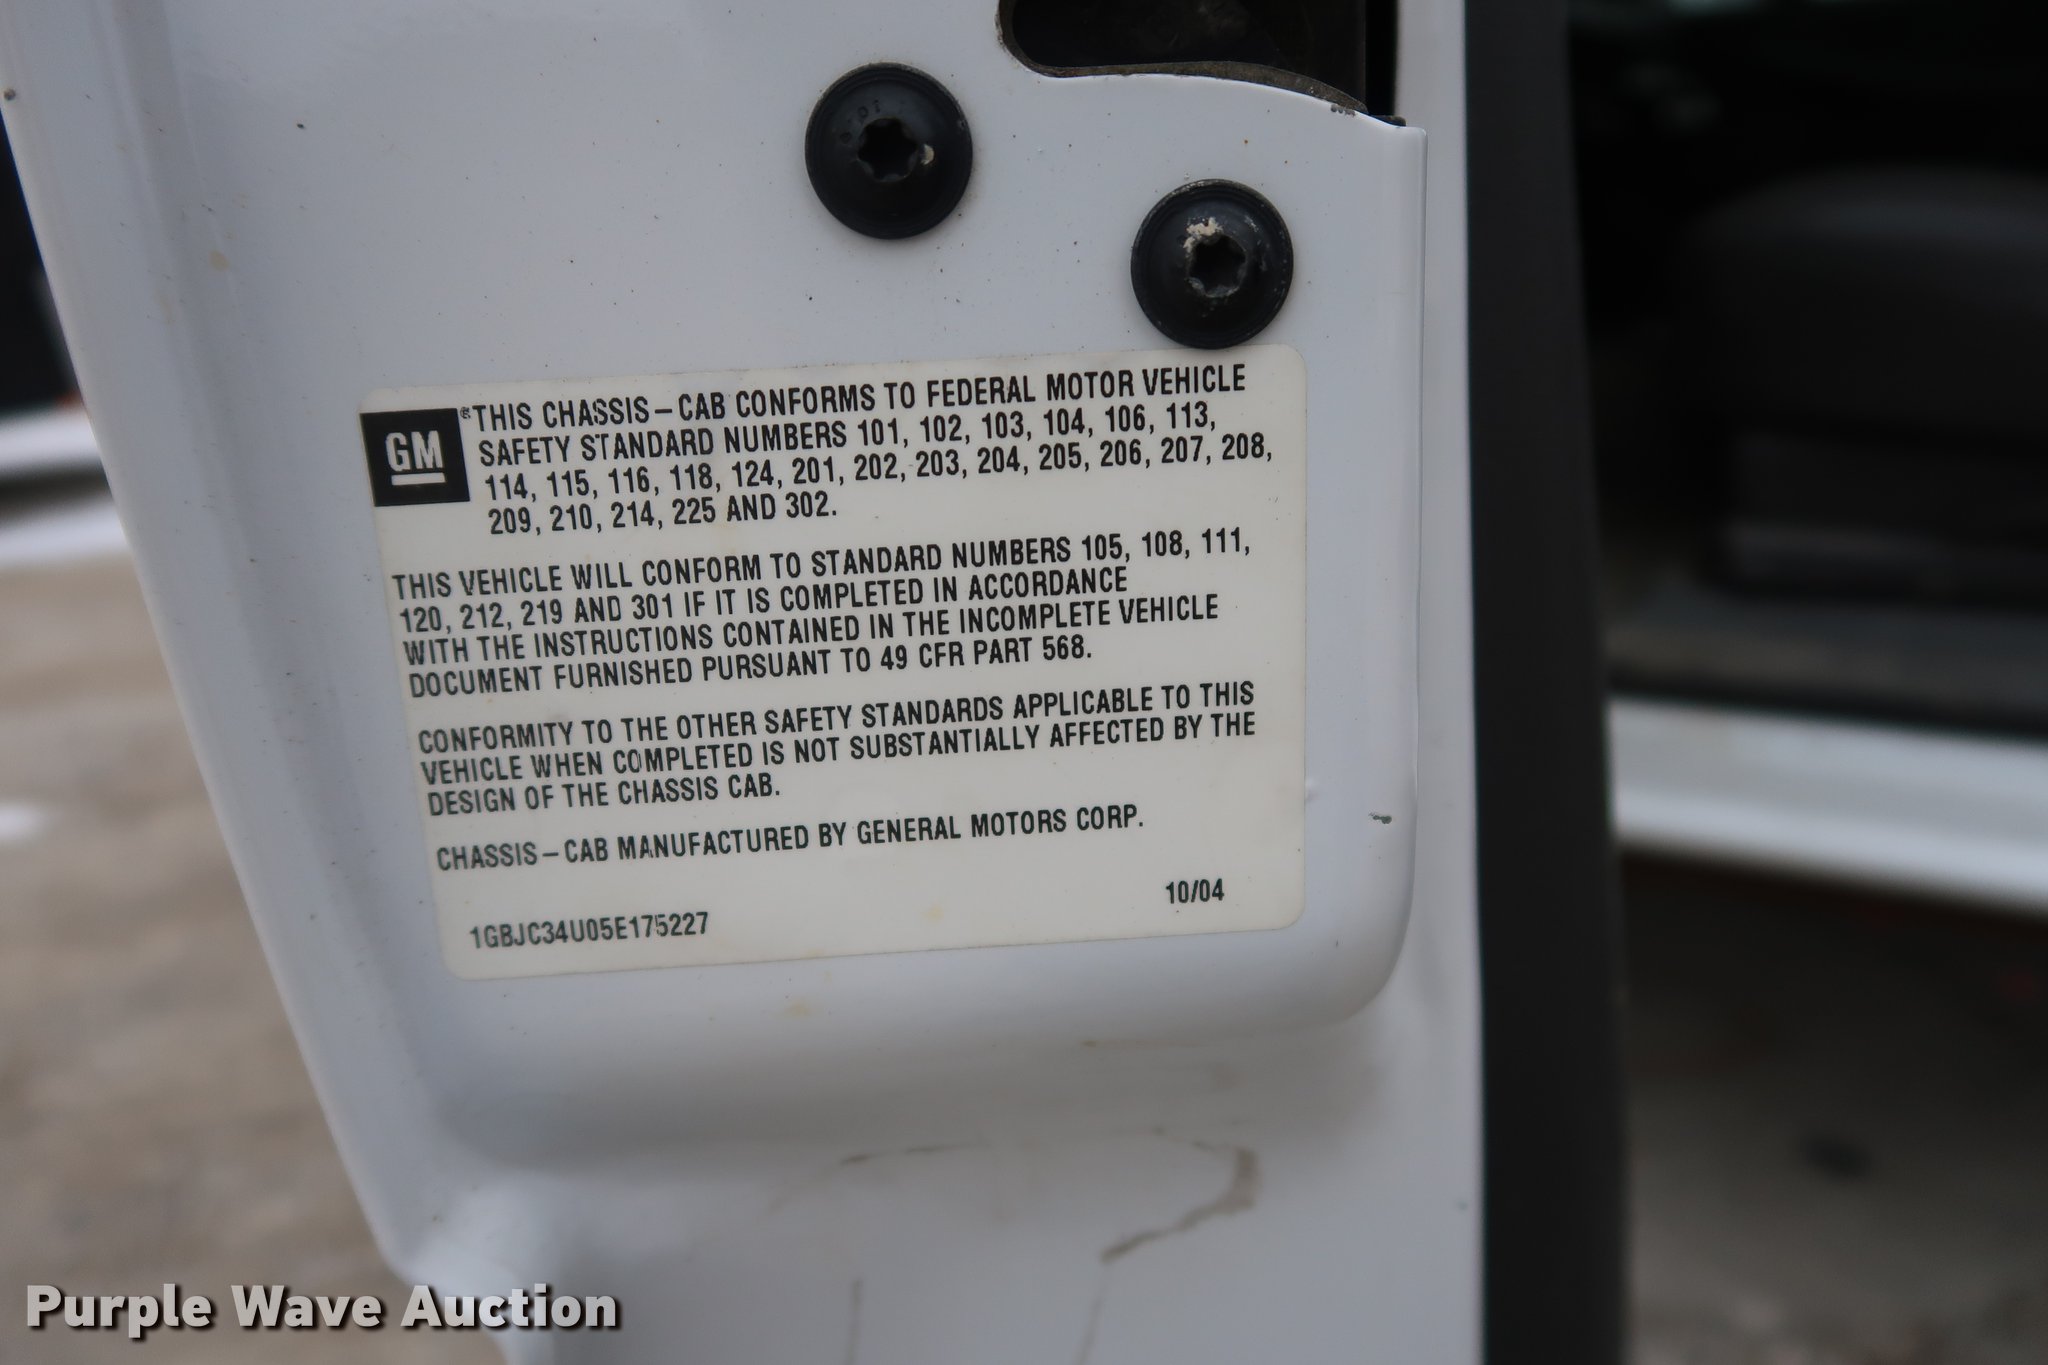 GM
® THIS CHASSIS–CAB CONFORMS TO FEDERAL MOTOR VEHICLE
SAFETY STANDARD NUMBERS 101, 102, 103, 104, 106, 113,
114, 115, 116, 118, 124, 201, 202, 203, 204, 205, 206, 207, 208,
209, 210, 214, 225 AND 302.
THIS VEHICLE WILL CONFORM TO STANDARD NUMBERS 105, 108, 111,
120, 212, 219 AND 301 IF IT IS COMPLETED IN ACCORDANCE
WITH THE INSTRUCTIONS CONTAINED IN THE INCOMPLETE VEHICLE
DOCUMENT FURNISHED PURSUANT TO 49 CFR PART 568.
CONFORMITY TO THE OTHER SAFETY STANDARDS APPLICABLE TO THIS
VEHICLE WHEN COMPLETED IS NOT SUBSTANTIALLY AFFECTED BY THE
DESIGN OF THE CHASSIS CAB.
CHASSIS–CAB MANUFACTURED BY GENERAL MOTORS CORP.
10/04
1GBJC34U05E175227
Purple Wave Auction